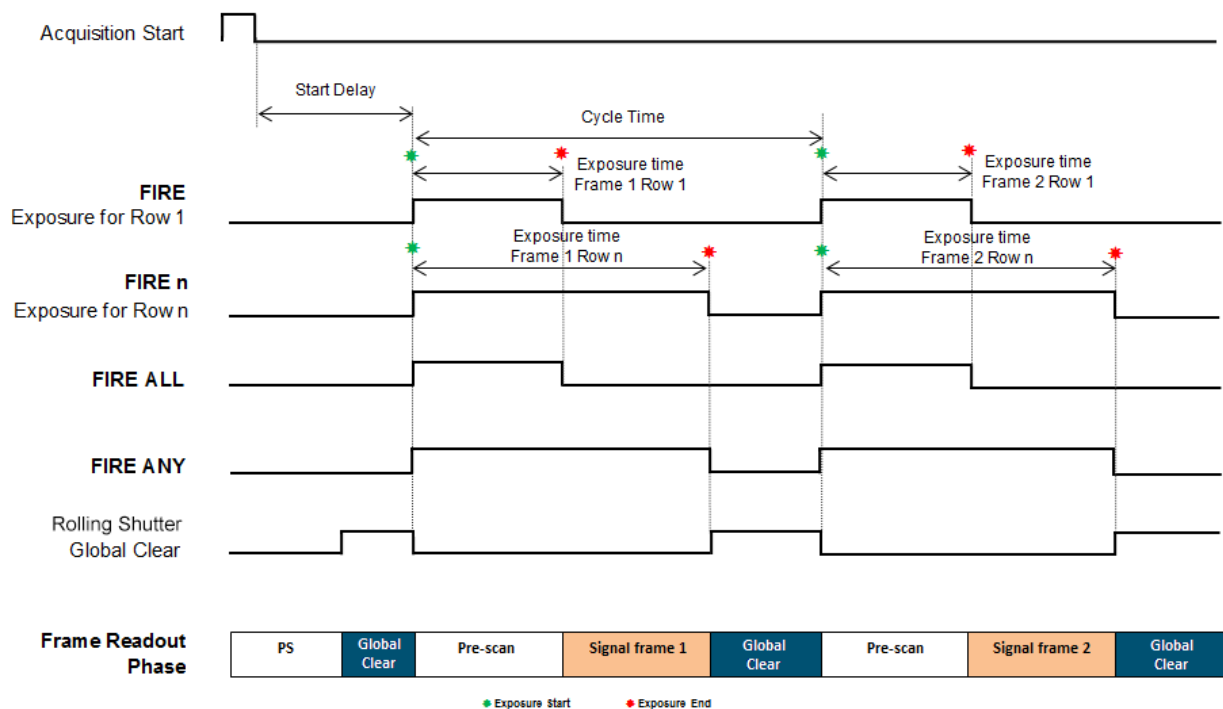 Acquisition Start
Start Delay
Cycle Time
Exposure time
Frame 1 Row 1
Exposure time
Frame 2 Row 1
FIRE
Exposure for Row 1
Exposure time
Frame 1 Row n
Exposure time
Frame 2 Row n
FIRE n
Exposure for Row n
FIRE ALL
FIRE ANY
Rolling Shutter
Global Clear
Frame Readout
Phase
PS
Global
Clear
Pre-scan
Signal frame 1
Global
Clear
Pre-scan
Signal frame 2
Global
Clear
Exposure Start
Exposure End